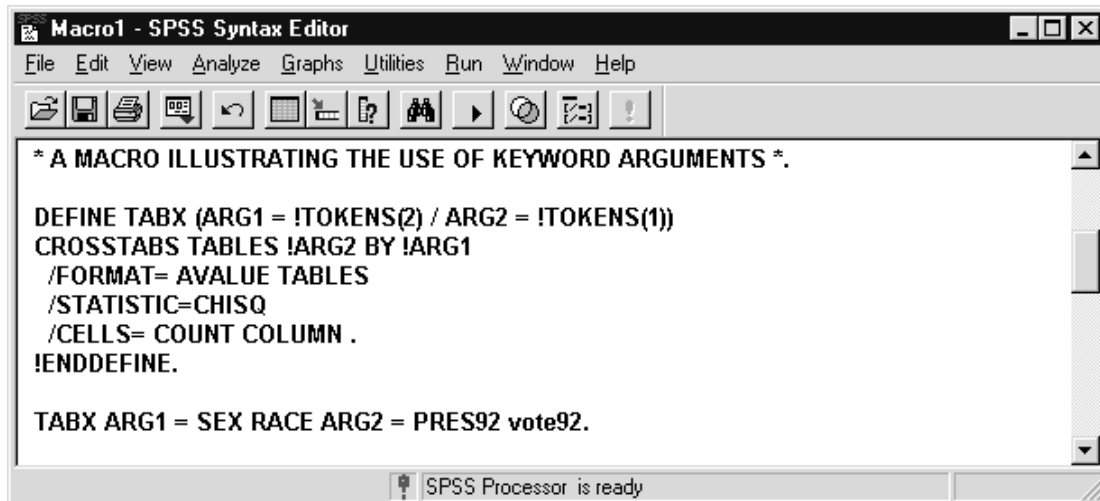 SPSS
Macro1 - SPSS Syntax Editor
File Edit View Analyze Graphs Utilities Run Window Help
* A MACRO ILLUSTRATING THE USE OF KEYWORD ARGUMENTS *.
DEFINE TABX (ARG1 = !TOKENS(2) / ARG2 = !TOKENS(1))
CROSSTABS TABLES !ARG2 BY !ARG1
/FORMAT= AVALUE TABLES
/STATISTIC=CHISQ
/CELLS= COUNT COLUMN .
!ENDDEFINE.
TABX ARG1 = SEX RACE ARG2 = PRES92 vote92.
SPSS Processor is ready